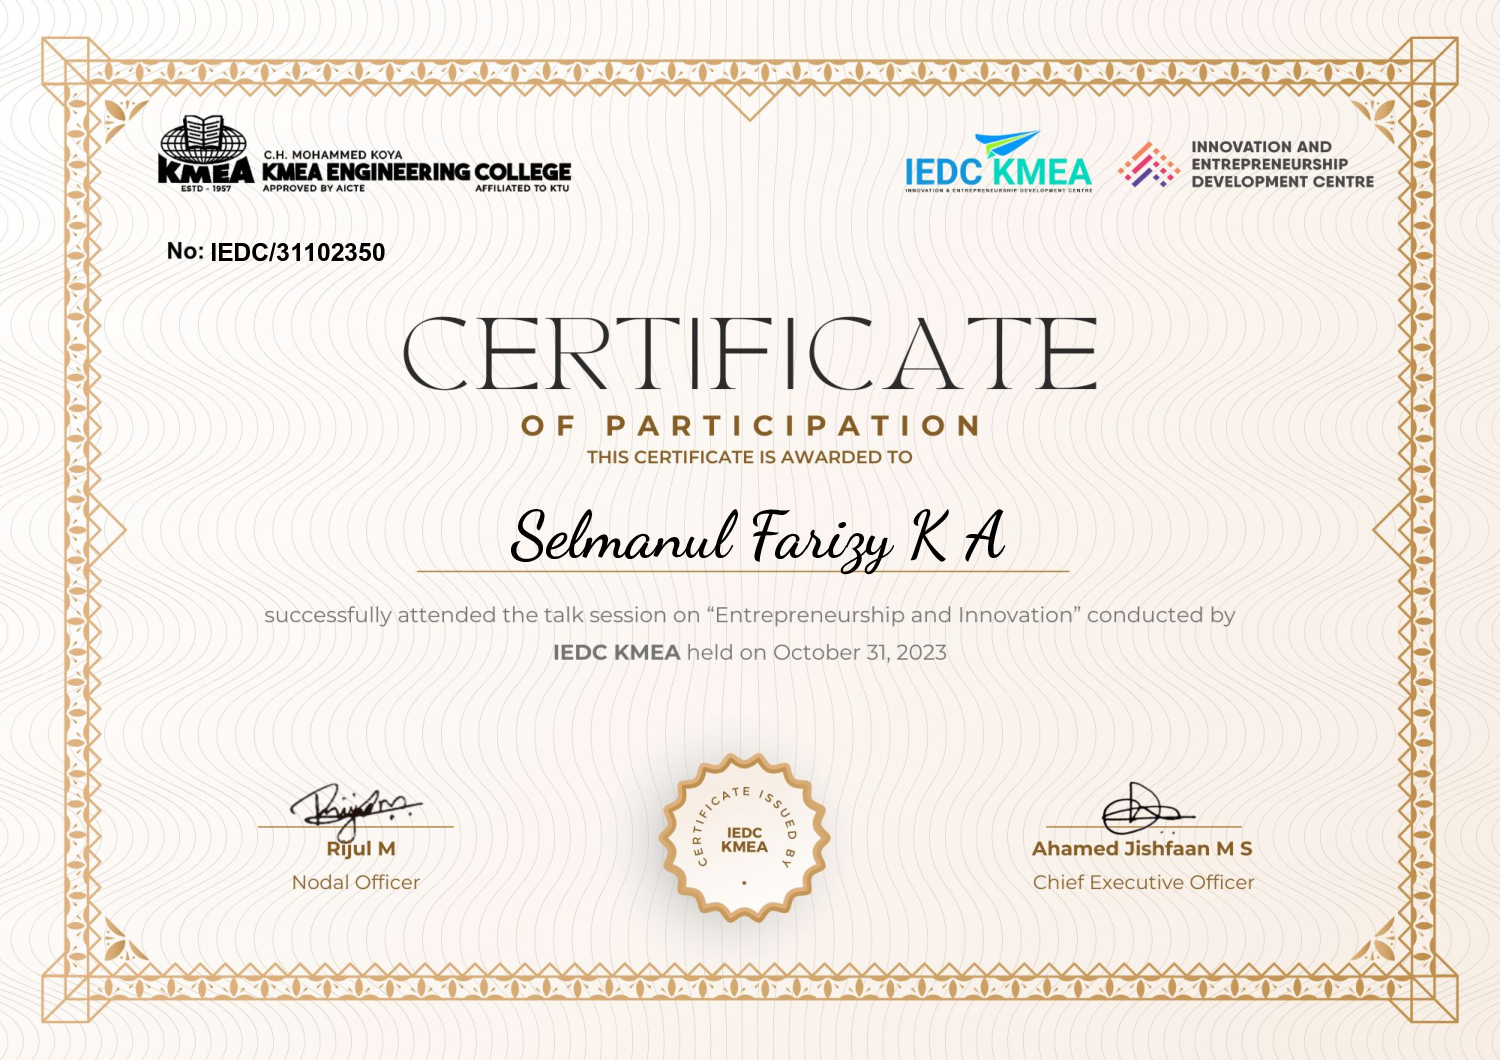 C.H. MOHAMMED KOYA
KMEA KMEA ENGINEERING COLLEGE
ESTD - 1957 APPROVED BY AICTE AFFILIATED TO KTU
IEDC KMEA
INNOVATION & ENTREPRENEURSHIP DEVELOPMENT CENTRE
INNOVATION AND
ENTREPRENEURSHIP
DEVELOPMENT CENTRE
No: IEDC/31102350
CERTIFICATE
OF PARTICIPATION
THIS CERTIFICATE IS AWARDED TO
Selmanul Farizy K A
successfully attended the talk session on “Entrepreneurship and Innovation” conducted by
IEDC KMEA held on October 31, 2023
Rijul M
Nodal Officer
CERTIFICATE ISSUED BY
IEDC
KMEA
Ahamed Jishfaan M S
Chief Executive Officer